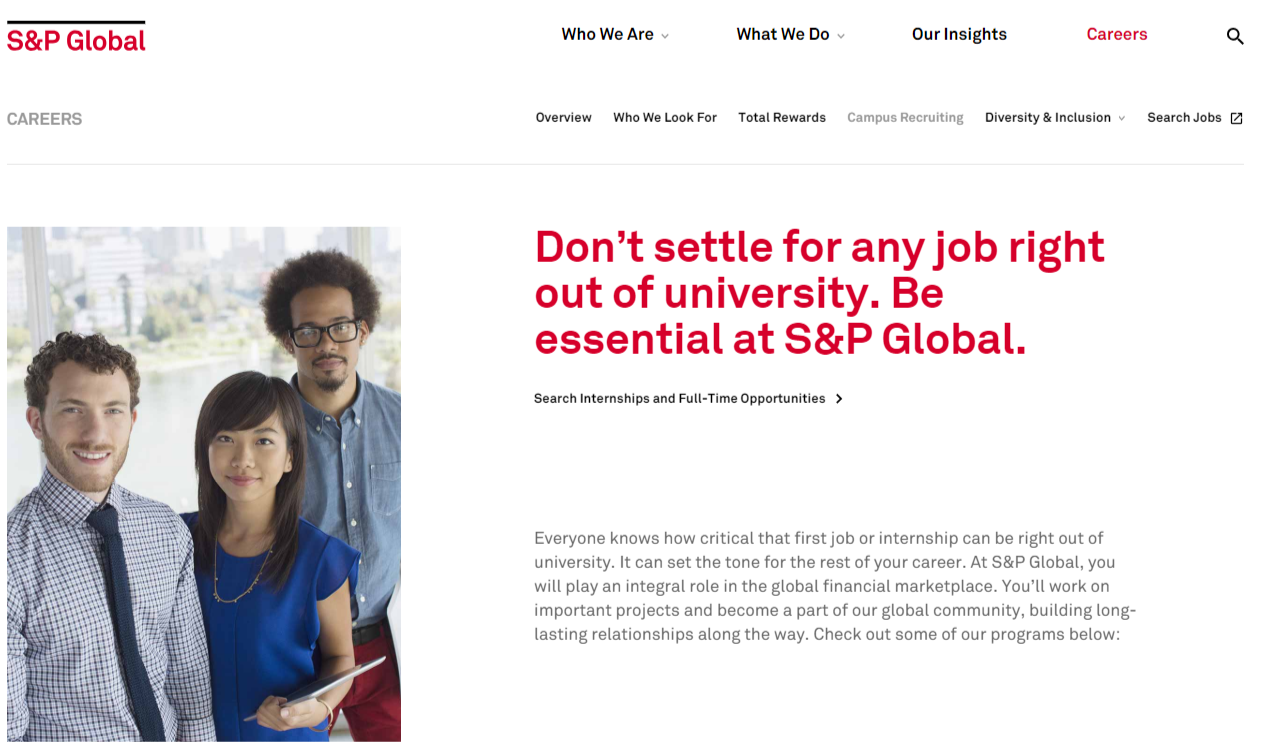 S&P Global
Who We Are
What We Do
Our Insights
Careers
CAREERS
Overview
Who We Look For
Total Rewards
Campus Recruiting
Diversity & Inclusion
Search Jobs
Don’t settle for any job right
out of university. Be
essential at S&P Global.
Search Internships and Full-Time Opportunities
Everyone knows how critical that first job or internship can be right out of
university. It can set the tone for the rest of your career. At S&P Global, you
will play an integral role in the global financial marketplace. You’ll work on
important projects and become a part of our global community, building long-
lasting relationships along the way. Check out some of our programs below: